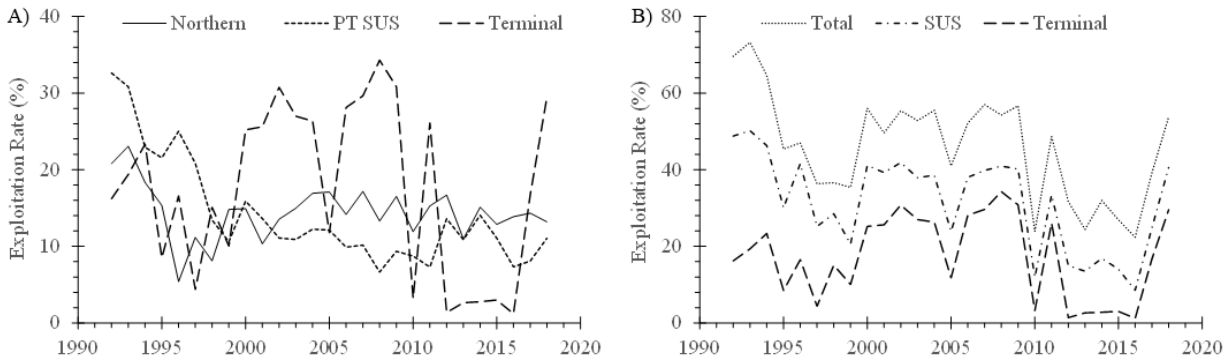 A)
Northern PT SUS Terminal
Exploitation Rate (%)
40
30
20
10
0
1990 1995 2000 2005 2010 2015 2020
B)
Total SUS Terminal
Exploitation Rate (%)
80
60
40
20
0
1990 1995 2000 2005 2010 2015 2020